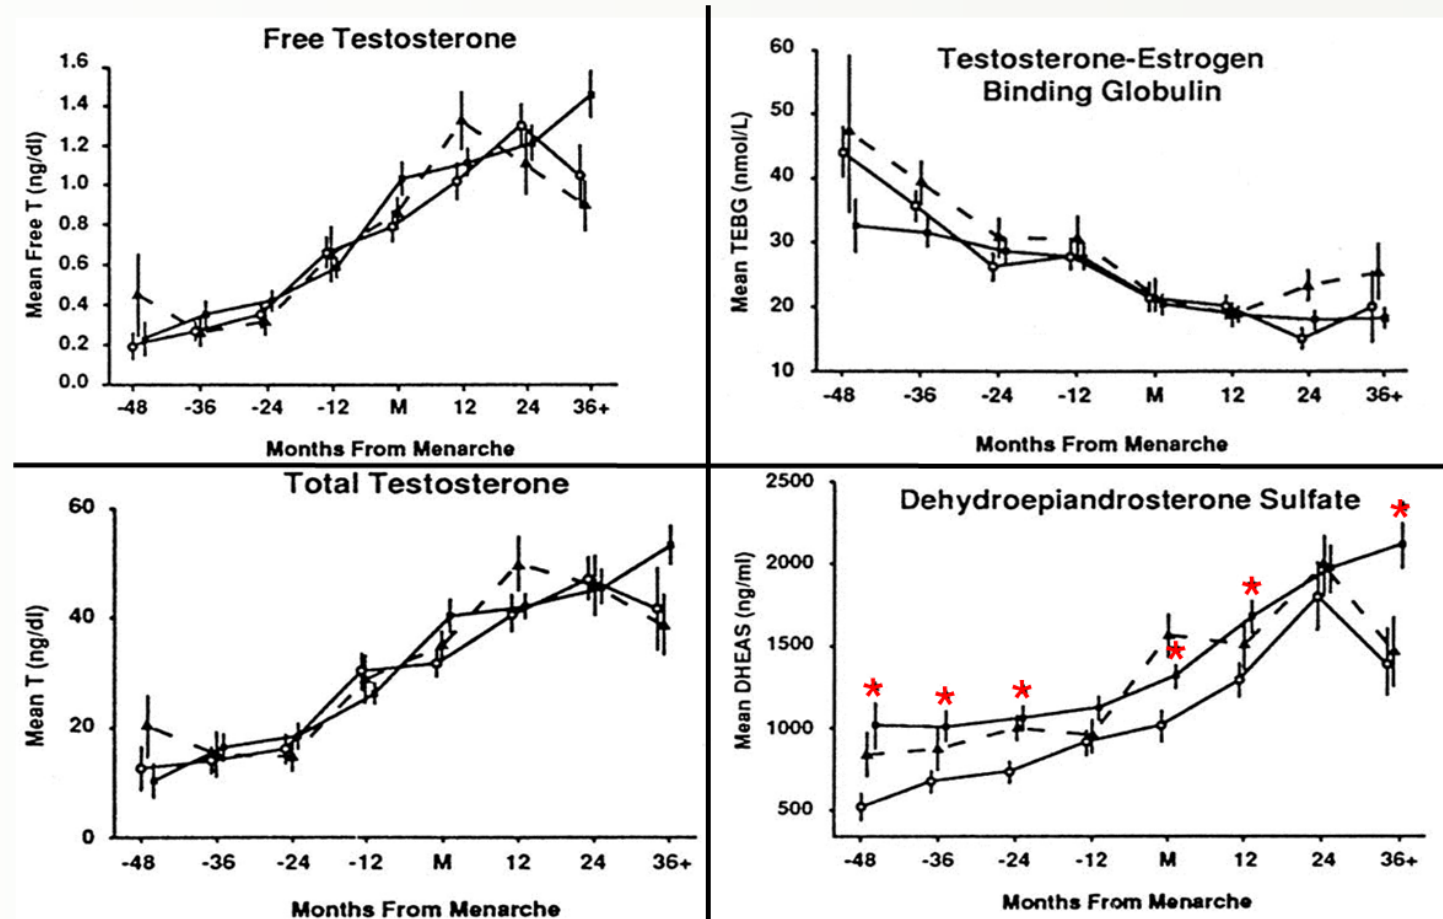 Free Testosterone
Mean Free T (ng/dl)
1.6
1.4
1.2
1.0
0.8
0.6
0.4
0.2
0.0
-48 -36 -24 -12 M 12 24 36+
Months From Menarche
Testosterone-Estrogen
Binding Globulin
Mean TEBG (nmol/L)
60
50
40
30
20
10
-48 -36 -24 -12 M 12 24 36+
Months From Menarche
Total Testosterone
Mean T (ng/dl)
60
40
20
0
-48 -36 -24 -12 M 12 24 36+
Months From Menarche
Dehydroepiandrosterone Sulfate
Mean DHEAS (ng/ml)
2500
2000
1500
1000
500
-48 -36 -24 -12 M 12 24 36+
Months From Menarche